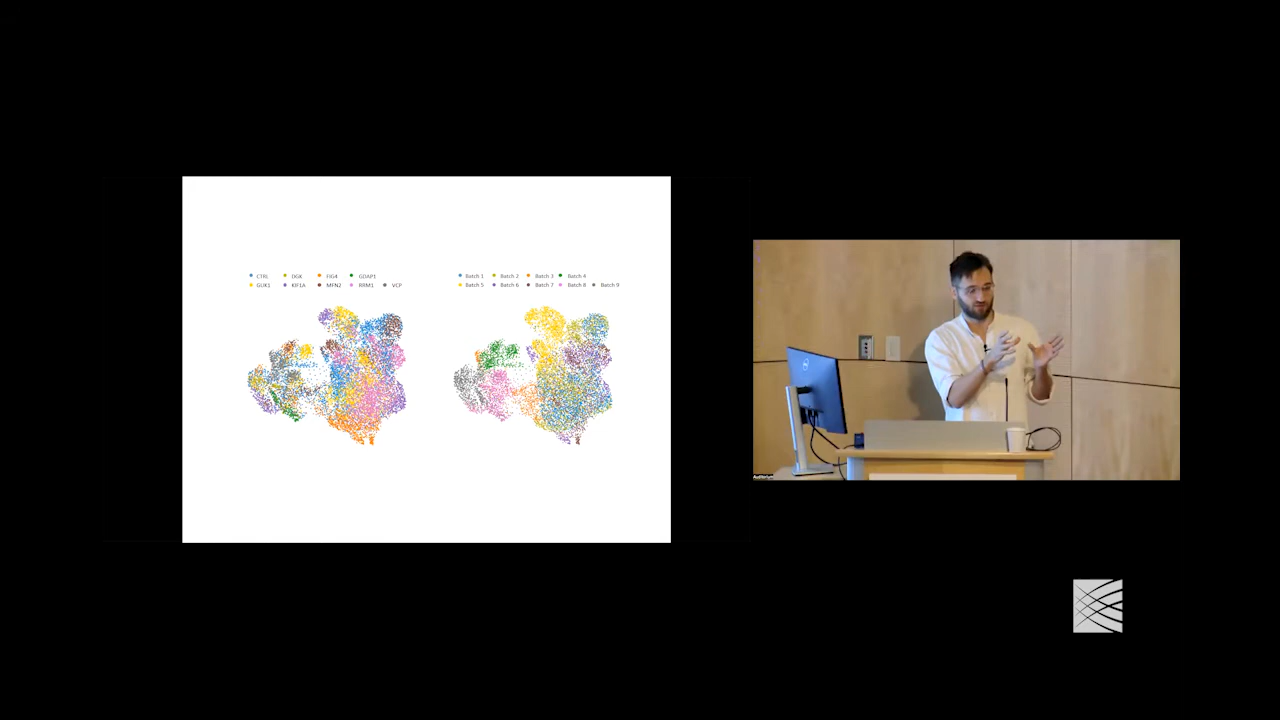 CTRL DGK FIG4 GDAP1
GUK1 KIF1A MFN2 RRM1 VCP
Batch 1 Batch 2 Batch 3 Batch 4
Batch 5 Batch 6 Batch 7 Batch 8 Batch 9
Auditorium